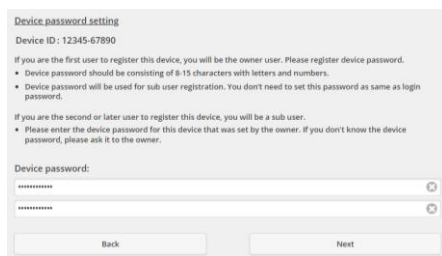 Device password setting
Device ID : 12345-67890
If you are the first user to register this device, you will be the owner user. Please register device password.
• Device password should be consisting of 8-15 characters with letters and numbers.
• Device password will be used for sub user registration. You don't need to set this password as same as login
password.
If you are the second or later user to register this device, you will be a sub user.
• Please enter the device password for this device that was set by the owner. If you don't know the device
password, please ask it to the owner.
Device password:
••••••••••••
••••••••••••
Back Next